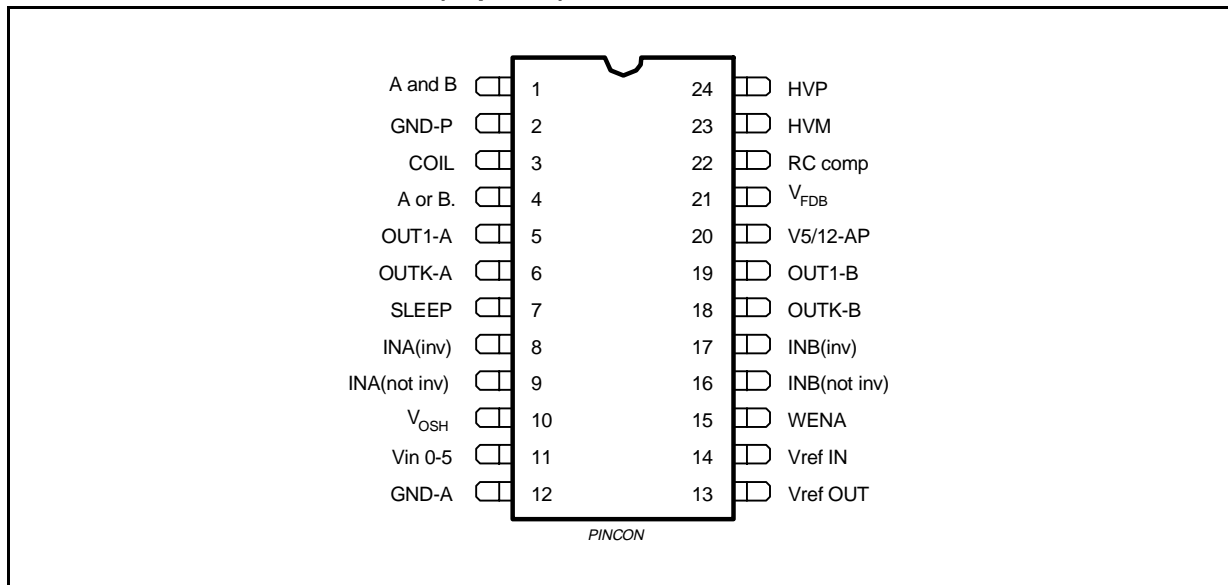 A and B 1 24 HVP
GND-P 2 23 HVM
COIL 3 22 RC comp
A or B. 4 21 VFDB
OUT1-A 5 20 V5/12-AP
OUTK-A 6 19 OUT1-B
SLEEP 7 18 OUTK-B
INA(inv) 8 17 INB(inv)
INA(not inv) 9 16 INB(not inv)
VOSH 10 15 WENA
Vin 0-5 11 14 Vref IN
GND-A 12 13 Vref OUT
PINCON